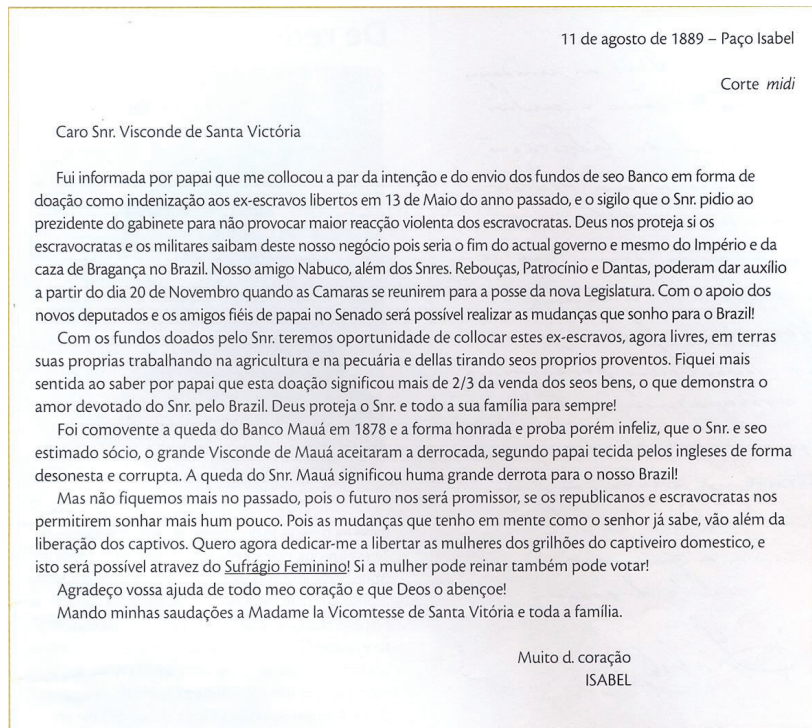 11 de agosto de 1889 – Paço Isabel
Corte midi
Caro Snr. Visconde de Santa Victória
Fui informada por papai que me collocou a par da intenção e do envio dos fundos de seo Banco em forma de
doação como indenização aos ex-escravos libertos em 13 de Maio do anno passado, e o sigilo que o Snr. pidio ao
prezidente do gabinete para não provocar maior reacção violenta dos escravocratas. Deus nos proteja si os
escravocratas e os militares saibam deste nosso negócio pois seria o fim do actual governo e mesmo do Império e da
caza de Bragança no Brazil. Nosso amigo Nabuco, além dos Snres. Rebouças, Patrocínio e Dantas, poderam dar auxílio
a partir do dia 20 de Novembro quando as Camaras se reunirem para a posse da nova Legislatura. Com o apoio dos
novos deputados e os amigos fiéis de papai no Senado será possível realizar as mudanças que sonho para o Brazil!
Com os fundos doados pelo Snr. teremos oportunidade de collocar estes ex-escravos, agora livres, em terras
suas proprias trabalhando na agricultura e na pecuária e dellas tirando seos proprios proventos. Fiquei mais
sentida ao saber por papai que esta doação significou mais de 2/3 da venda dos seos bens, o que demonstra o
amor devotado do Snr. pelo Brazil. Deus proteja o Snr. e todo a sua família para sempre!
Foi comovente a queda do Banco Mauá em 1878 e a forma honrada e proba porém infeliz, que o Snr. e seo
estimado sócio, o grande Visconde de Mauá aceitaram a derrocada, segundo papai tecida pelos ingleses de forma
desonesta e corrupta. A queda do Snr. Mauá significou huma grande derrota para o nosso Brazil!
Mas não fiquemos mais no passado, pois o futuro nos será promissor, se os republicanos e escravocratas nos
permitirem sonhar mais hum pouco. Pois as mudanças que tenho em mente como o senhor já sabe, vão além da
liberação dos captivos. Quero agora dedicar-me a libertar as mulheres dos grilhões do captiveiro domestico, e
isto será possível atravez do Sufrágio Feminino! Si a mulher pode reinar também pode votar!
Agradeço vossa ajuda de todo meo coração e que Deos o abençoe!
Mando minhas saudações a Madame la Vicomtesse de Santa Vitória e toda a família.
Muito d. coração
ISABEL